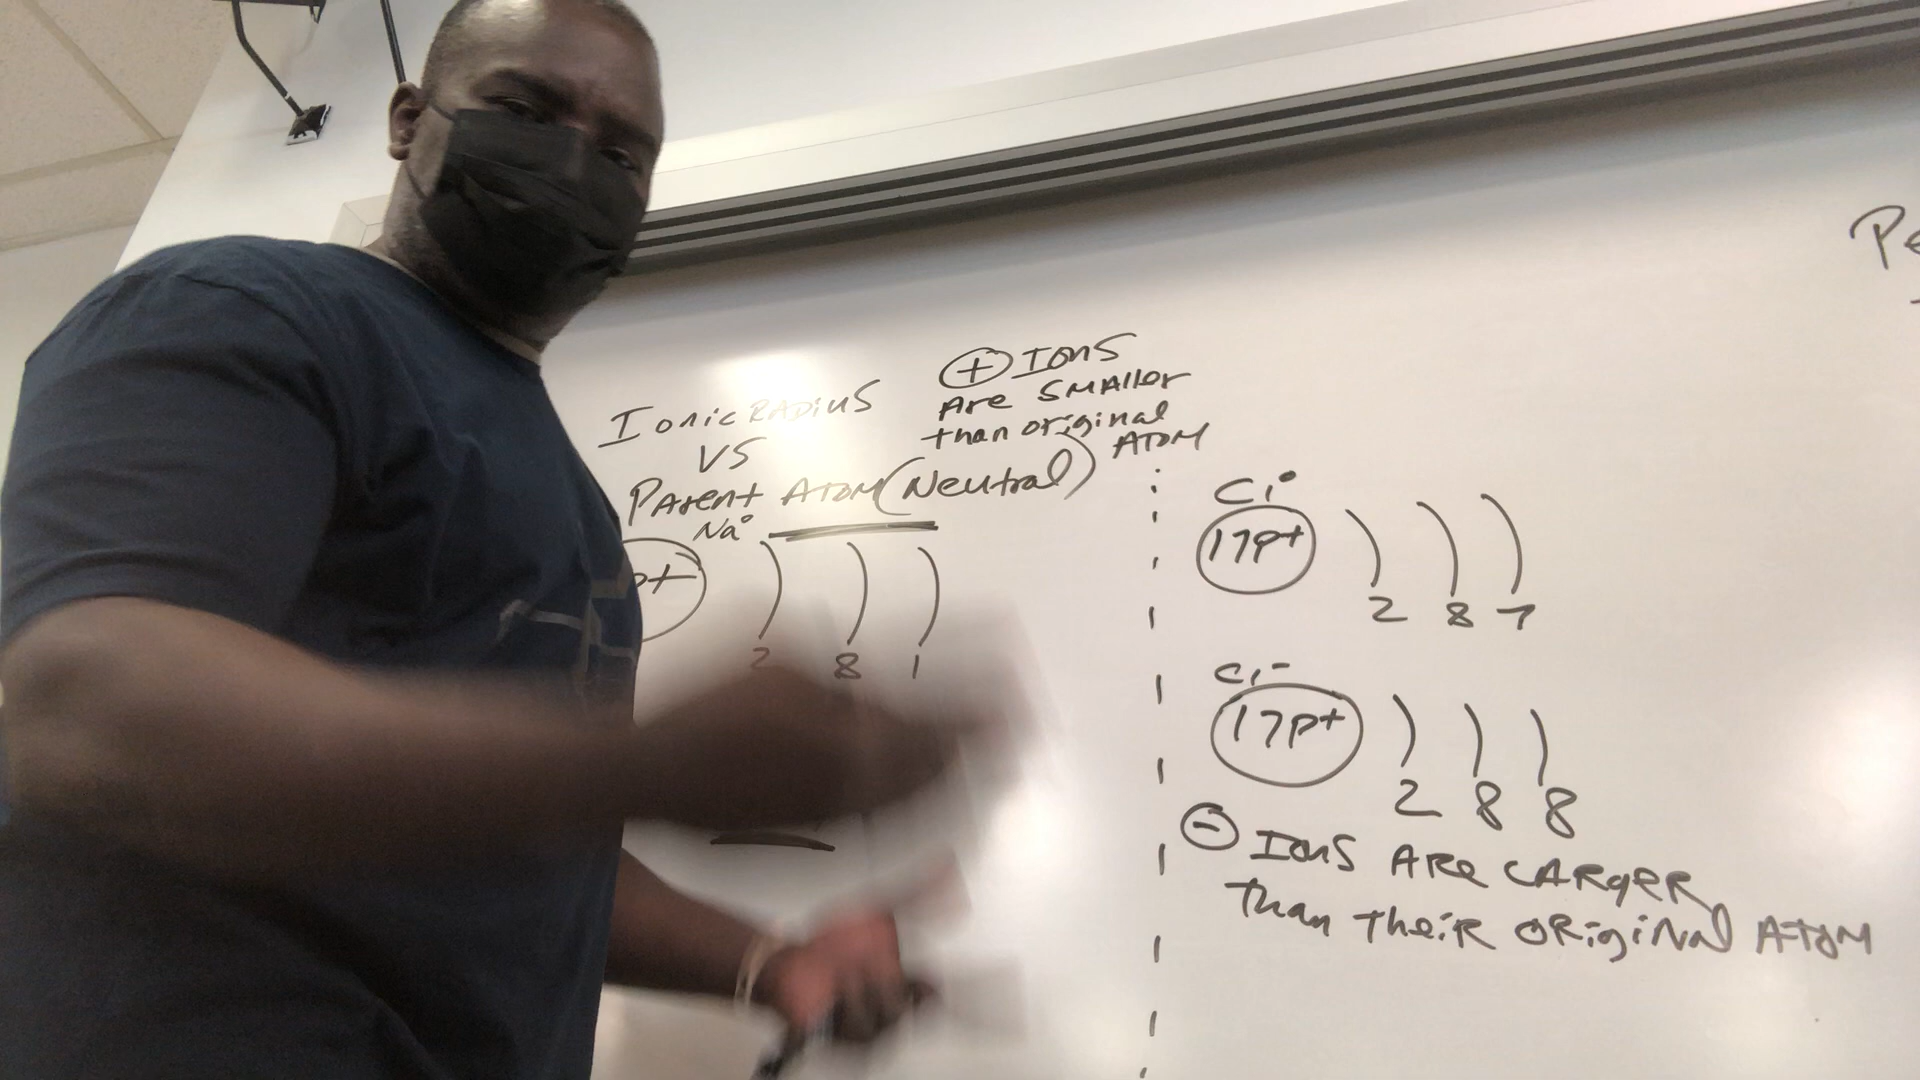 Ionic RADiUS
VS
PArent ATOM (Neutral)
+ Ions
Are SMAller
than original
ATOM
Na°
p+
2 8 1
Cl°
17p+
2 8 7
Cl-
17p+
2 8 8
- Ions ARe LARgeR
Than TheiR ORigiNal ATOM
Pe